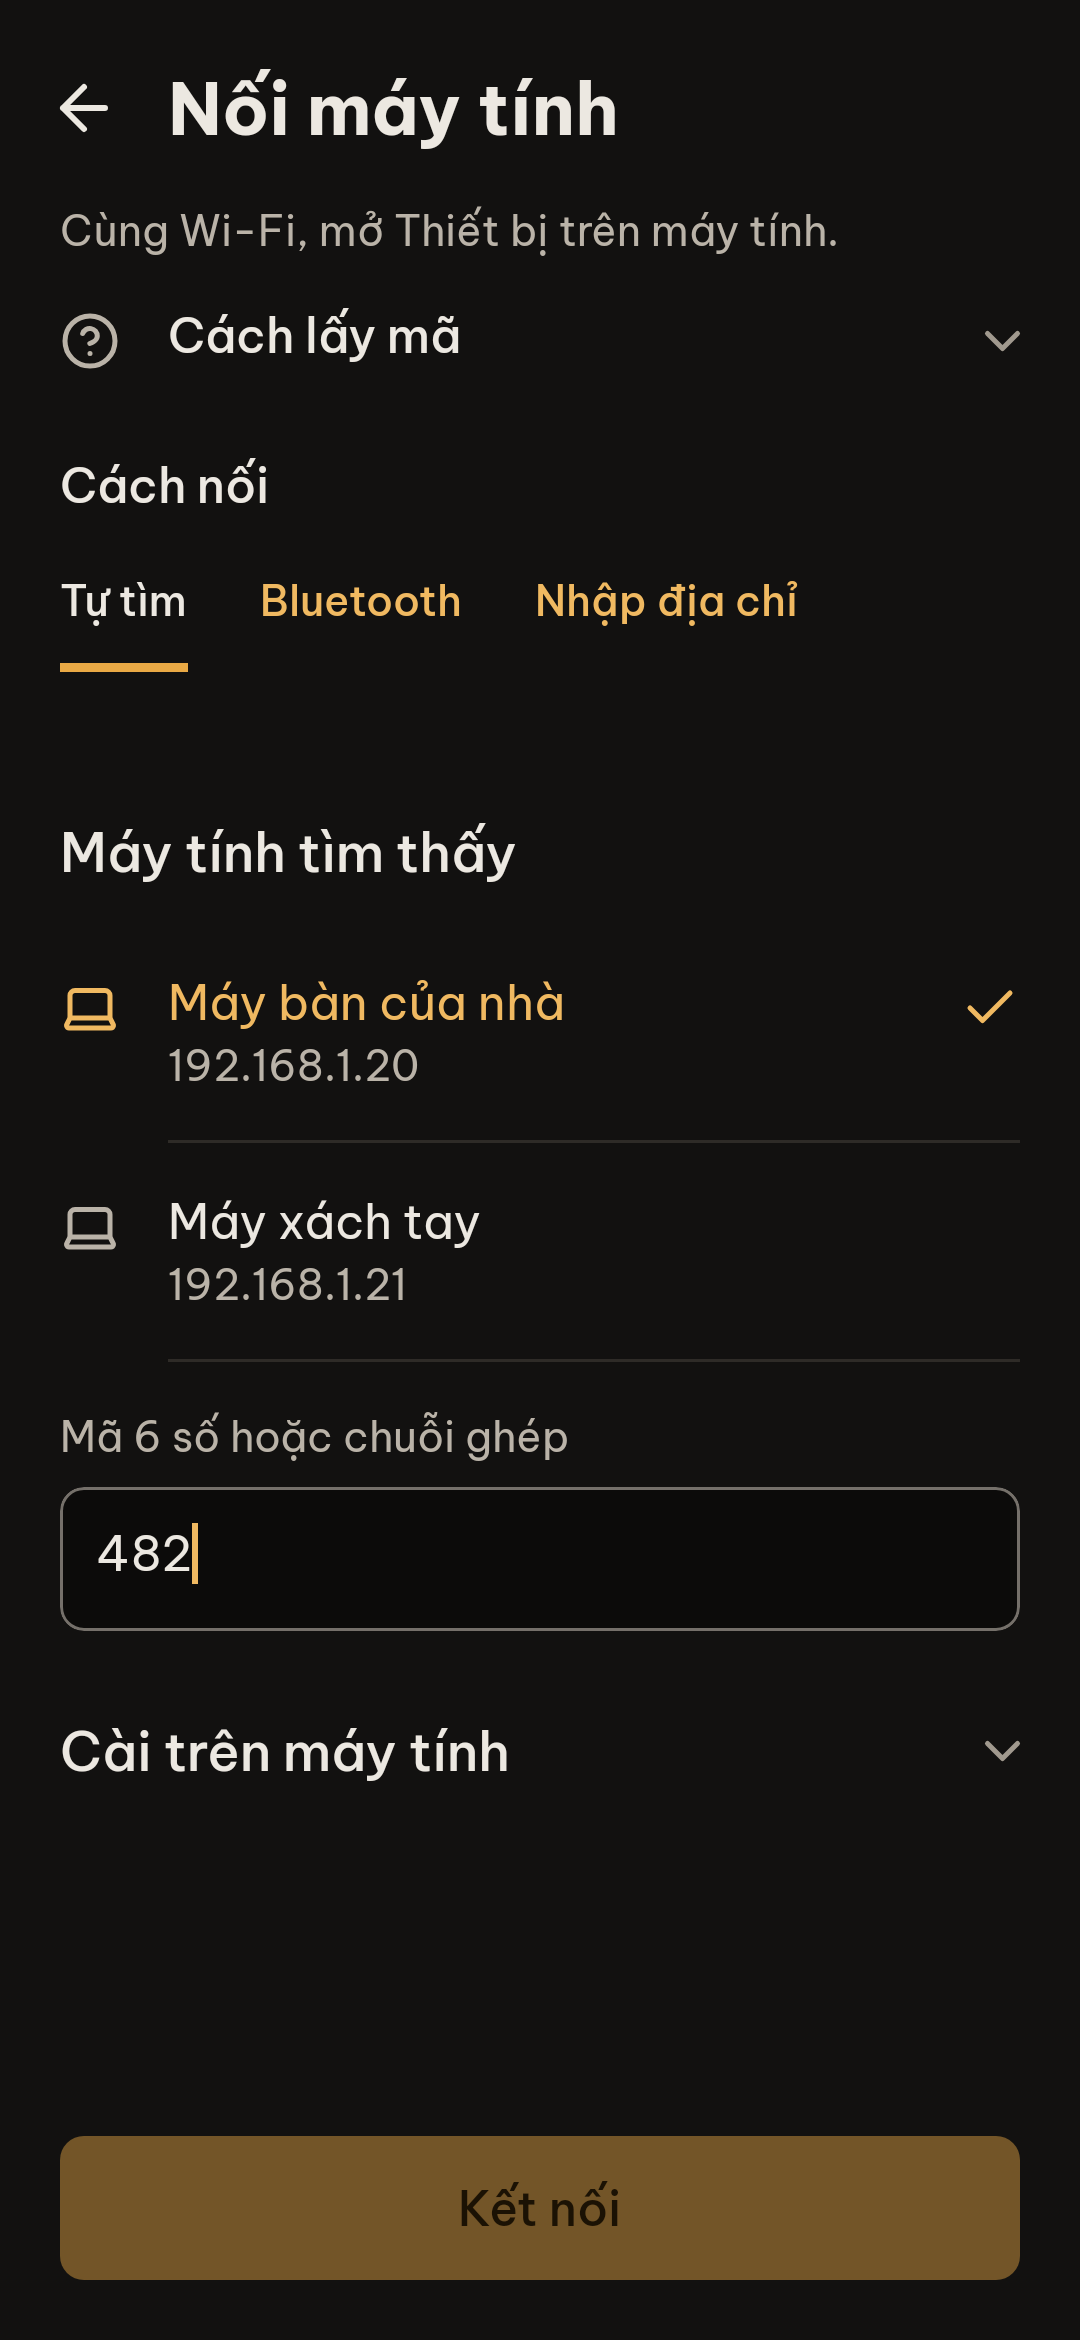 Nối máy tính
Cùng Wi-Fi, mở Thiết bị trên máy tính.
Cách lấy mã
Cách nối
Tự tìm Bluetooth Nhập địa chỉ
Máy tính tìm thấy
Máy bàn của nhà
192.168.1.20
Máy xách tay
192.168.1.21
Mã 6 số hoặc chuỗi ghép
482
Cài trên máy tính
Kết nối